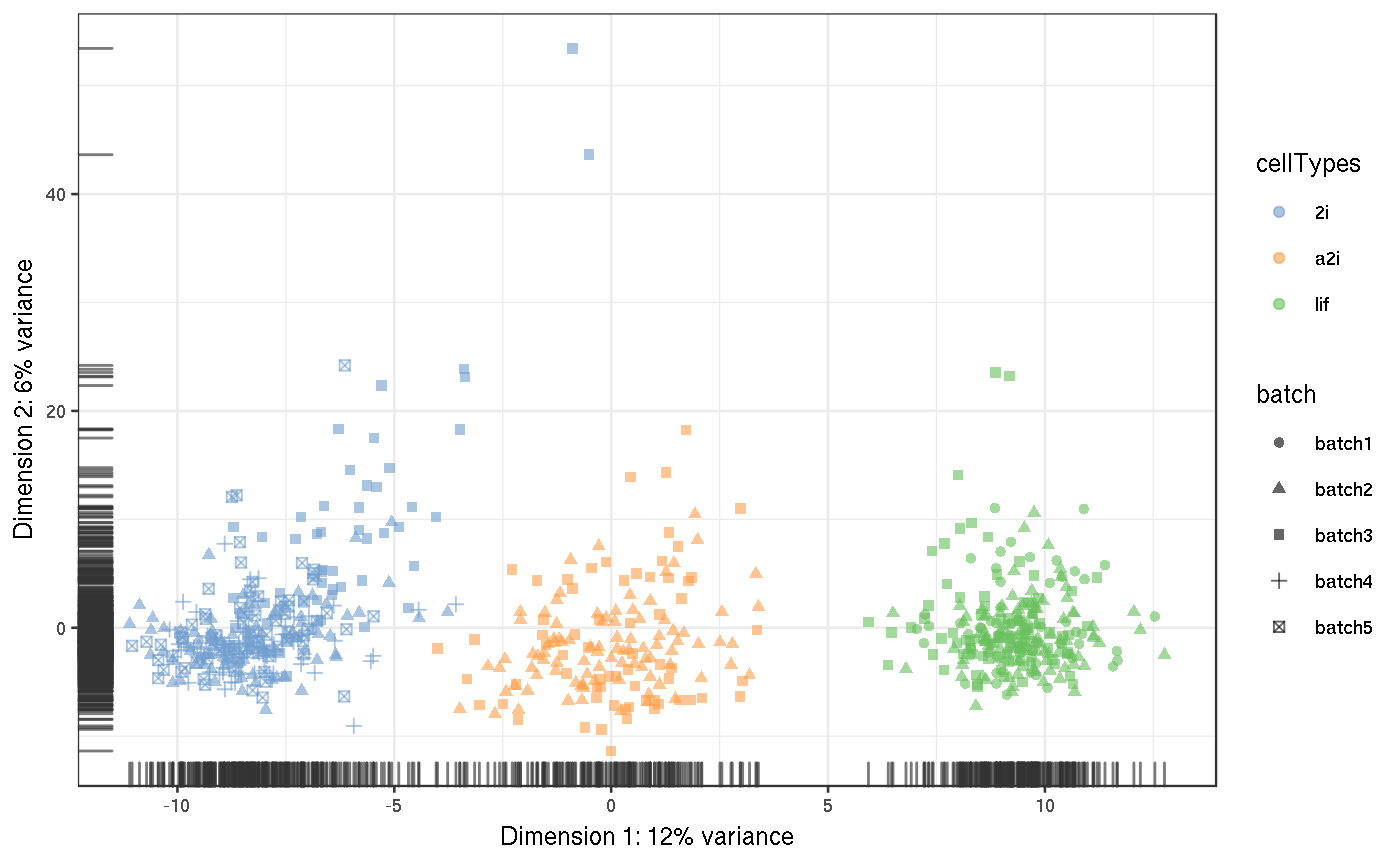 40
20
0
-10
-5
0
5
10
Dimension 1: 12% variance
Dimension 2: 6% variance
cellTypes
2i
a2i
lif
batch
batch1
batch2
batch3
batch4
batch5